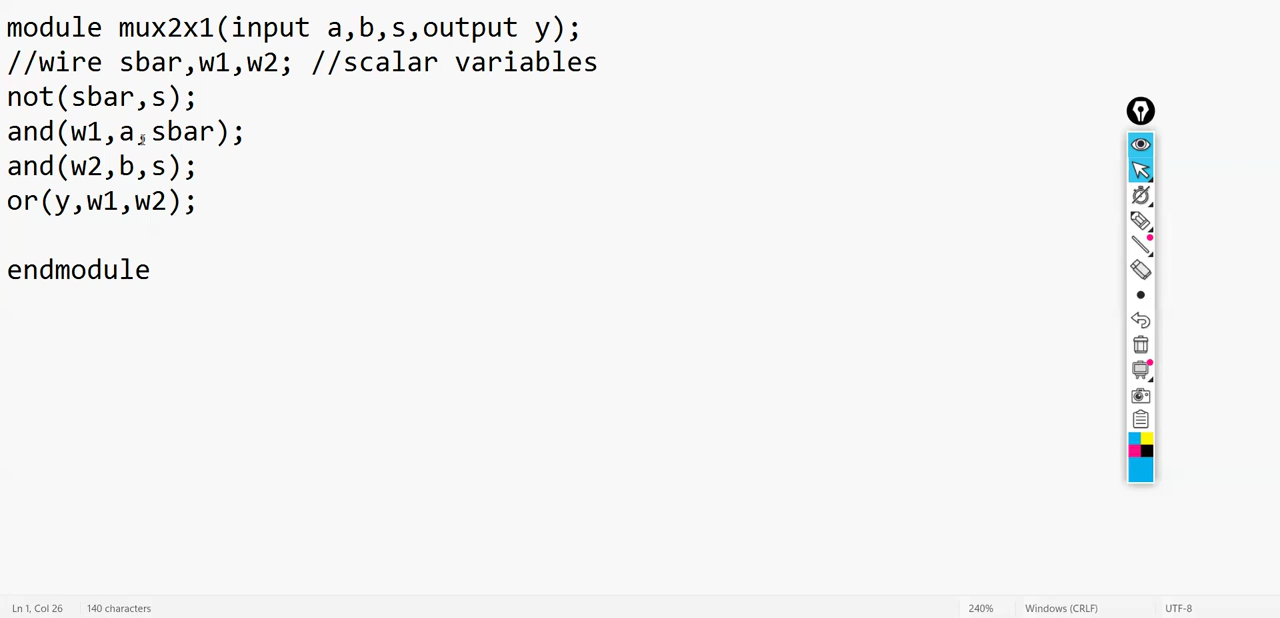 module mux2x1(input a,b,s,output y);
//wire sbar,w1,w2; //scalar variables
not(sbar,s);
and(w1,a,sbar);
and(w2,b,s);
or(y,w1,w2);
endmodule
Ln 1, Col 26 140 characters 240% Windows (CRLF) UTF-8